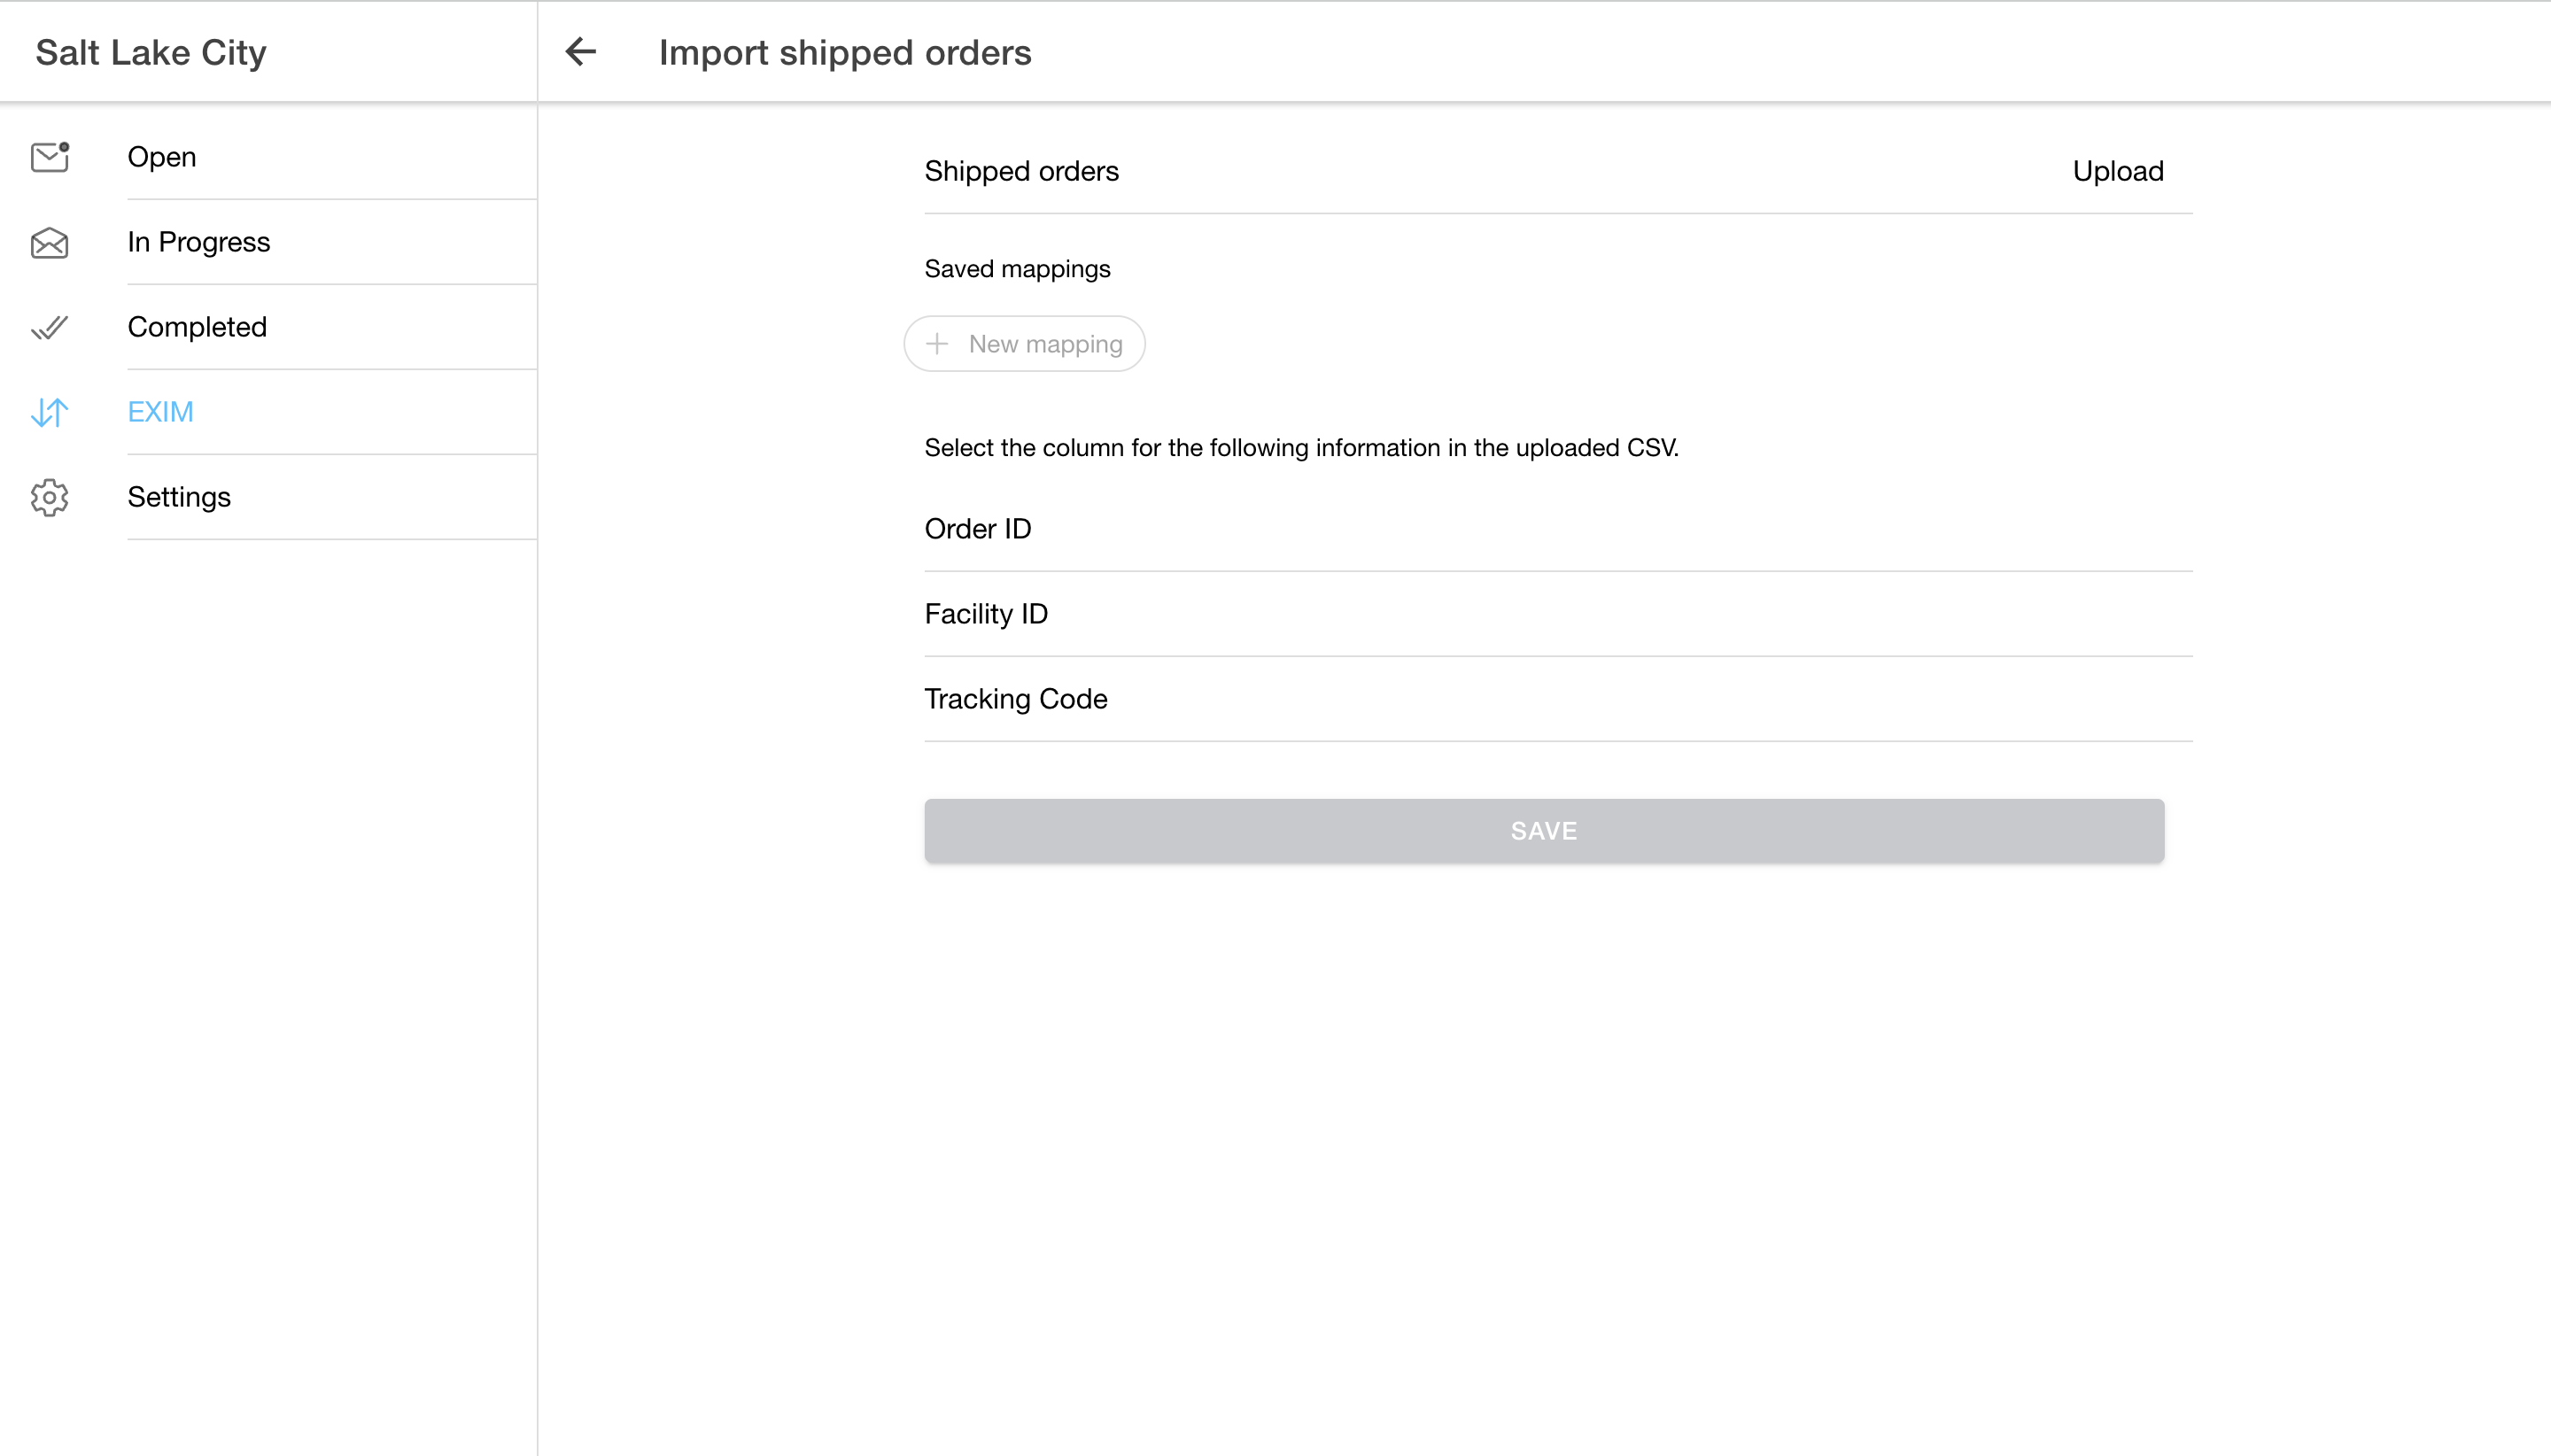 Salt Lake City
Import shipped orders
Open
In Progress
Completed
EXIM
Settings
Shipped orders
Upload
Saved mappings
New mapping
Select the column for the following information in the uploaded CSV.
Order ID
Facility ID
Tracking Code
SAVE